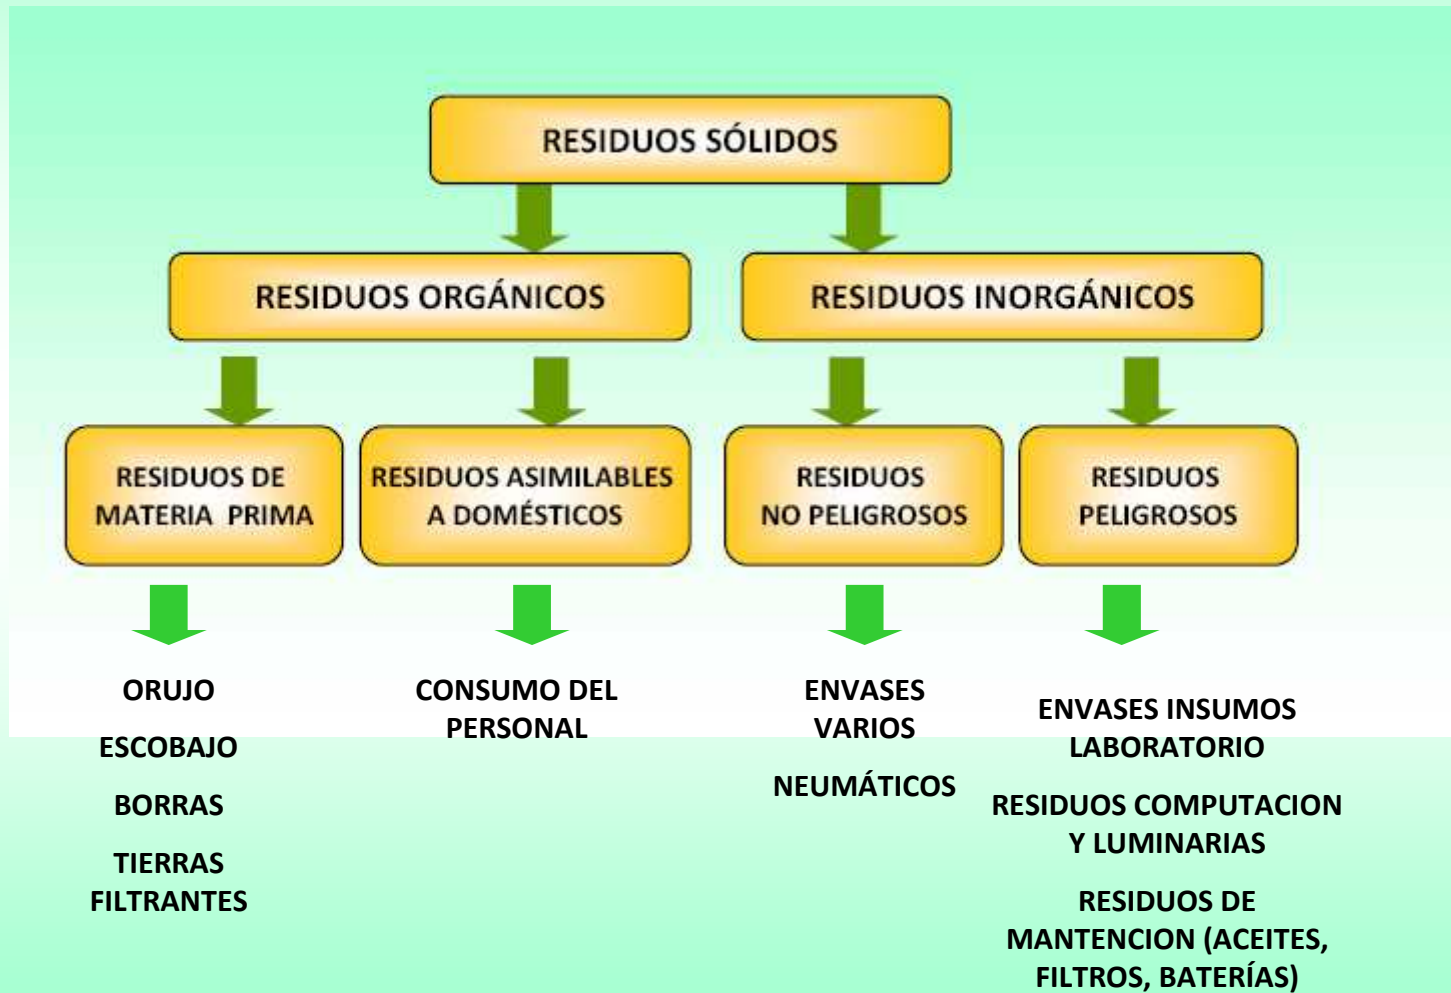 RESIDUOS SÓLIDOS
RESIDUOS ORGÁNICOS
RESIDUOS INORGÁNICOS
RESIDUOS DE
MATERIA PRIMA
RESIDUOS ASIMILABLES
A DOMÉSTICOS
RESIDUOS
NO PELIGROSOS
RESIDUOS
PELIGROSOS
ORUJO
ESCOBAJO
BORRAS
TIERRAS
FILTRANTES
CONSUMO DEL
PERSONAL
ENVASES
VARIOS
NEUMÁTICOS
ENVASES INSUMOS
LABORATORIO
RESIDUOS COMPUTACION
Y LUMINARIAS
RESIDUOS DE
MANTENCION (ACEITES,
FILTROS, BATERÍAS)